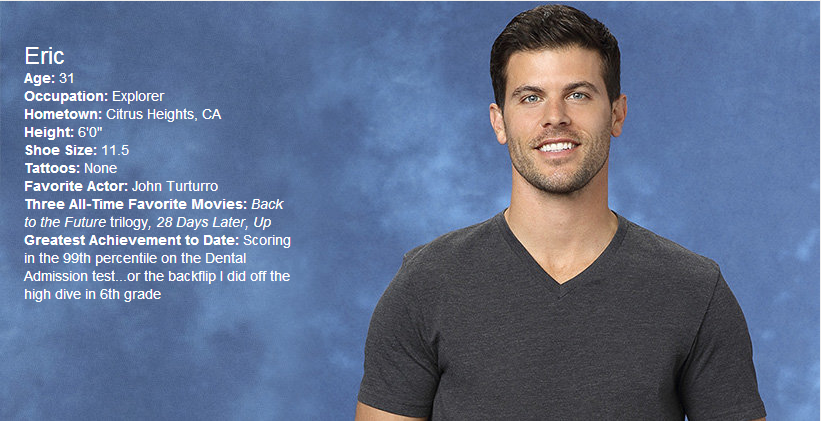 Eric
Age: 31
Occupation: Explorer
Hometown: Citrus Heights, CA
Height: 6'0"
Shoe Size: 11.5
Tattoos: None
Favorite Actor: John Turturro
Three All-Time Favorite Movies: Back
to the Future trilogy, 28 Days Later, Up
Greatest Achievement to Date: Scoring
in the 99th percentile on the Dental
Admission test...or the backflip I did off the
high dive in 6th grade